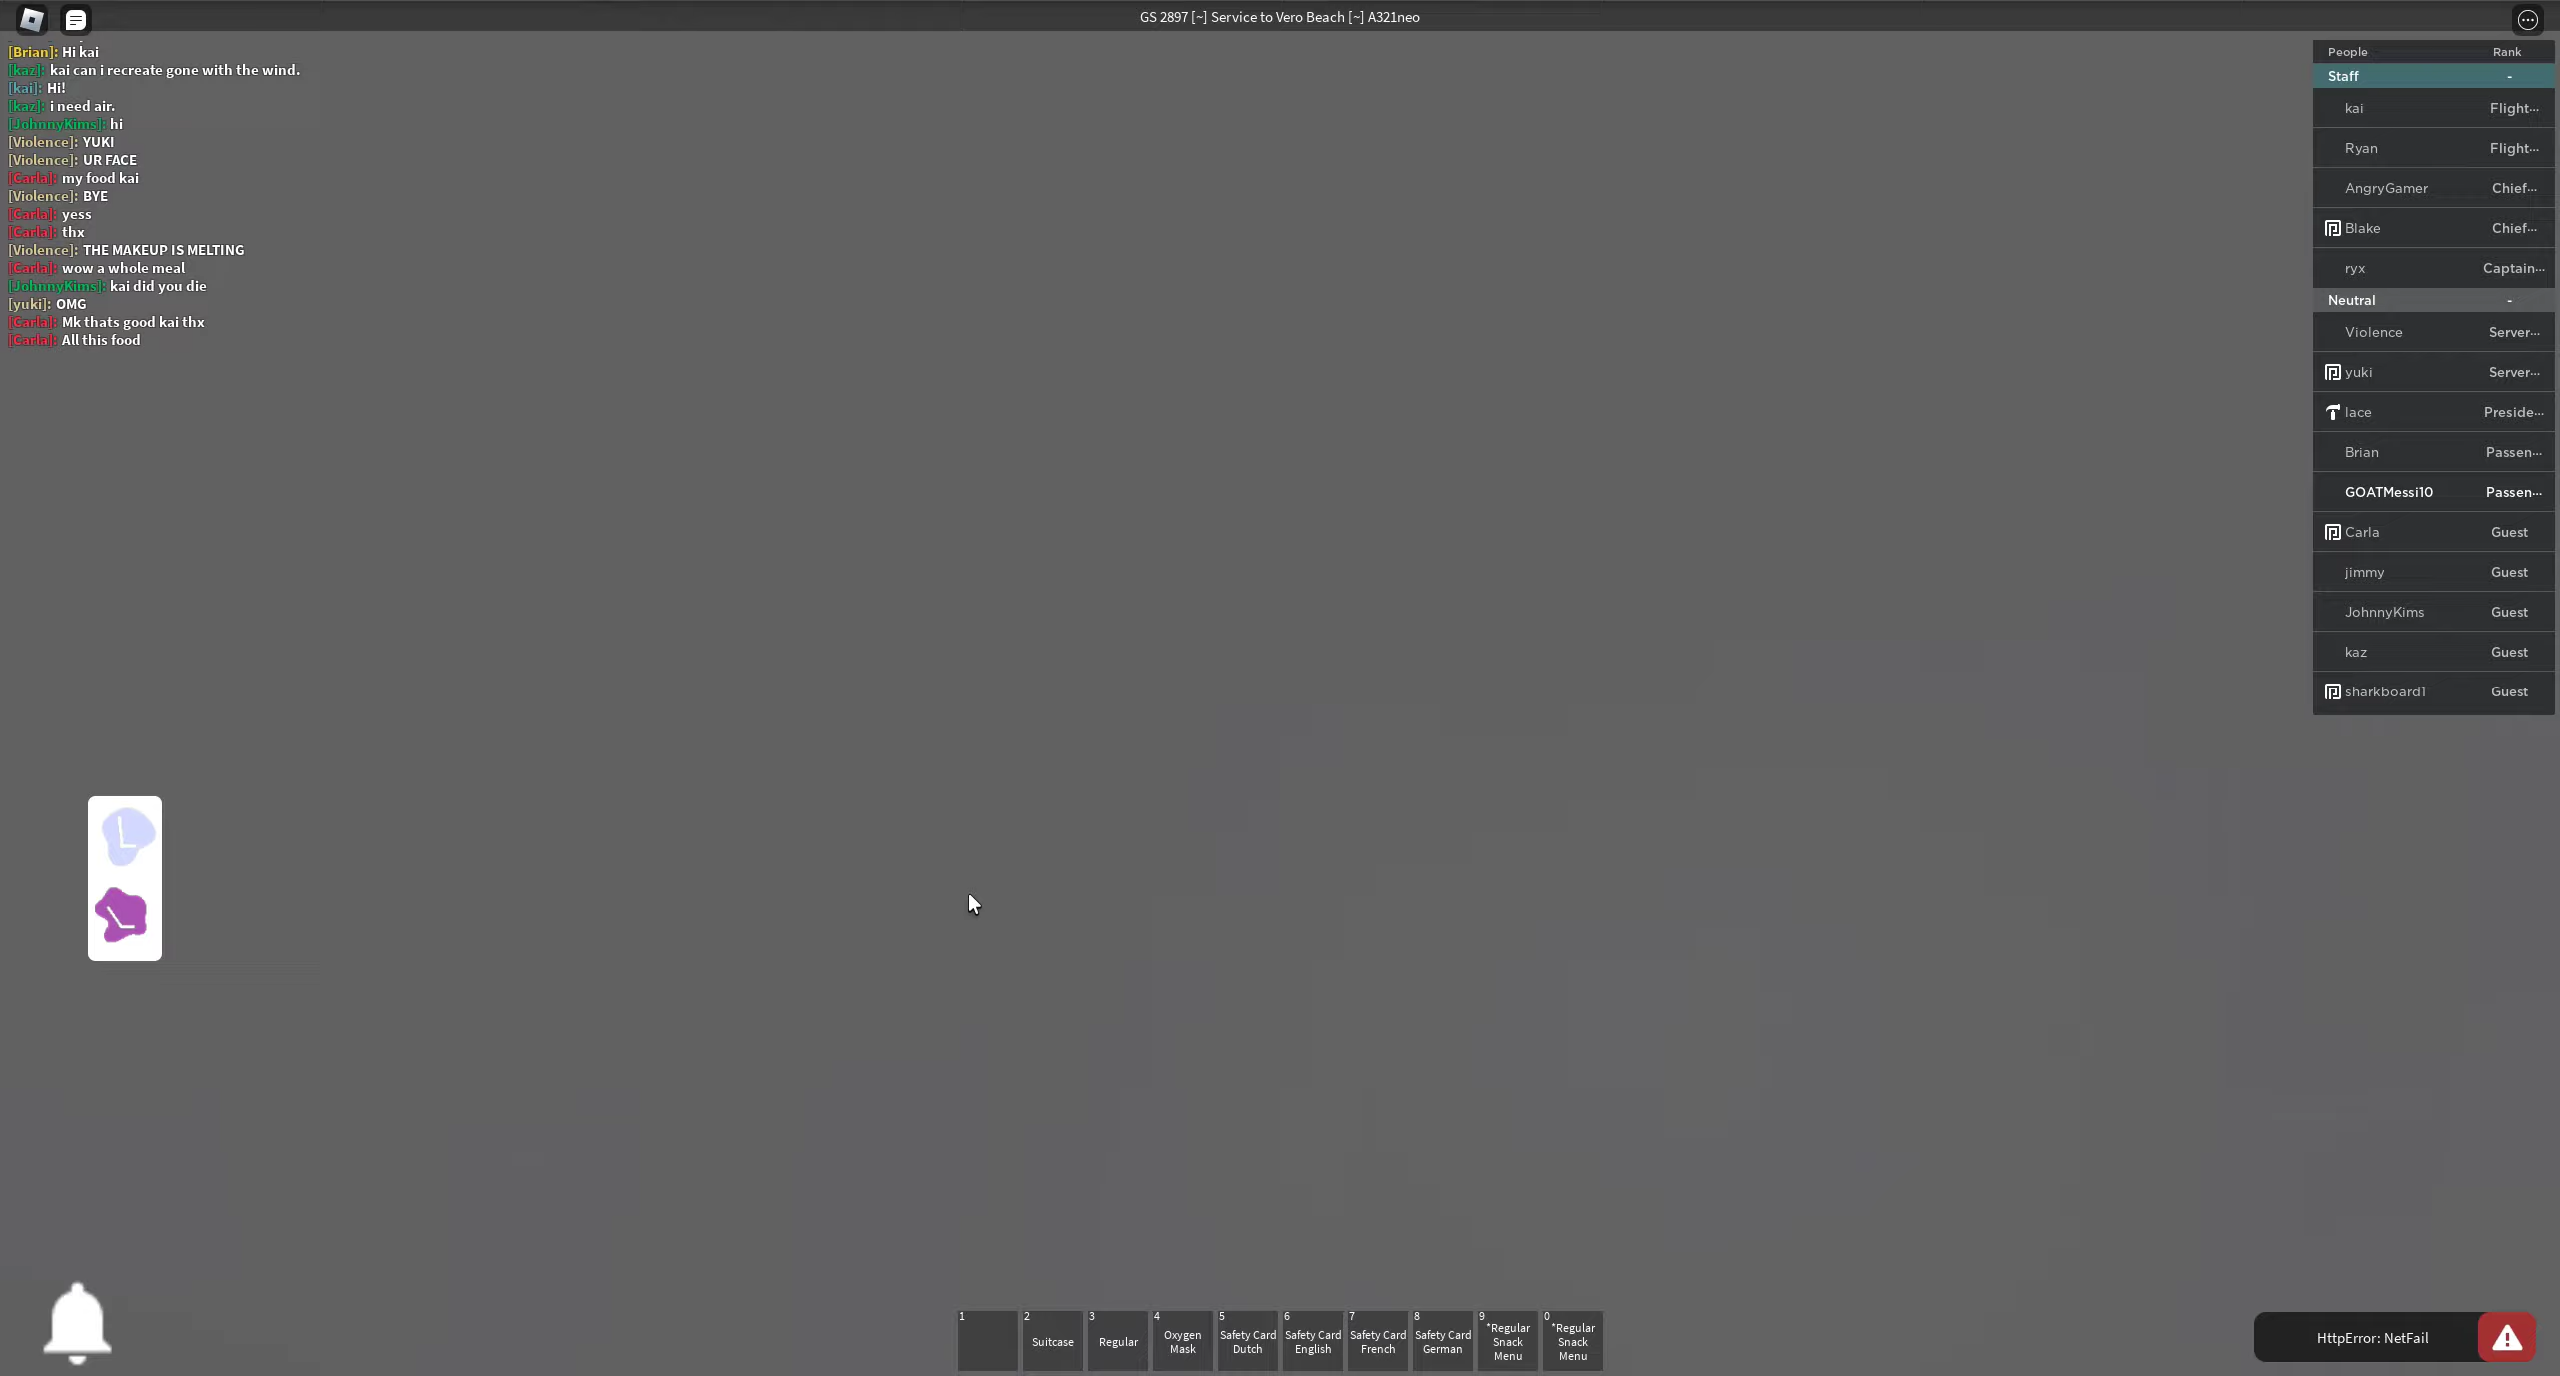 GS 2897 [~] Service to Vero Beach [~] A321neo
[Brian]: Hi kai
[kaz]: kai can i recreate gone with the wind.
[kai]: Hi!
[kaz]: i need air.
[JohnnyKims]: hi
[Violence]: YUKI
[Violence]: UR FACE
[Carla]: my food kai
[Violence]: BYE
[Carla]: yess
[Carla]: thx
[Violence]: THE MAKEUP IS MELTING
[Carla]: wow a whole meal
[JohnnyKims]: kai did you die
[yuki]: OMG
[Carla]: Mk thats good kai thx
[Carla]: All this food
People Rank
Staff -
kai Flight...
Ryan Flight...
AngryGamer Chief...
Blake Chief...
ryx Captain...
Neutral -
Violence Server...
yuki Server...
lace Preside...
Brian Passen...
GOATMessi10 Passen...
Carla Guest
jimmy Guest
JohnnyKims Guest
kaz Guest
sharkboard1 Guest
1
2 Suitcase
3 Regular
4 Oxygen
Mask
5 Safety Card
Dutch
6 Safety Card
English
7 Safety Card
French
8 Safety Card
German
9 *Regular
Snack
Menu
0 *Regular
Snack
Menu
HttpError: NetFail